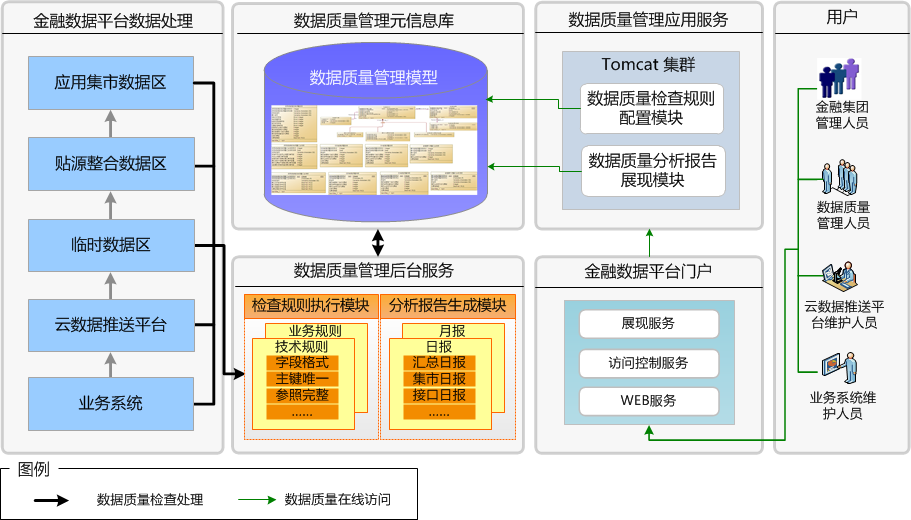 金融数据平台数据处理
应用集市数据区
贴源整合数据区
临时数据区
云数据推送平台
业务系统
数据质量管理元信息库
数据质量管理模型
数据质量管理后台服务
检查规则执行模块
业务规则
技术规则
字段格式
主键唯一
参照完整
......
分析报告生成模块
月报
日报
汇总日报
集市日报
接口日报
......
数据质量管理应用服务
Tomcat 集群
数据质量检查规则
配置模块
数据质量分析报告
展现模块
金融数据平台门户
展现服务
访问控制服务
WEB服务
用户
金融集团
管理人员
数据质量
管理人员
云数据推送平
台维护人员
业务系统维
护人员
图例
数据质量检查处理
数据质量在线访问